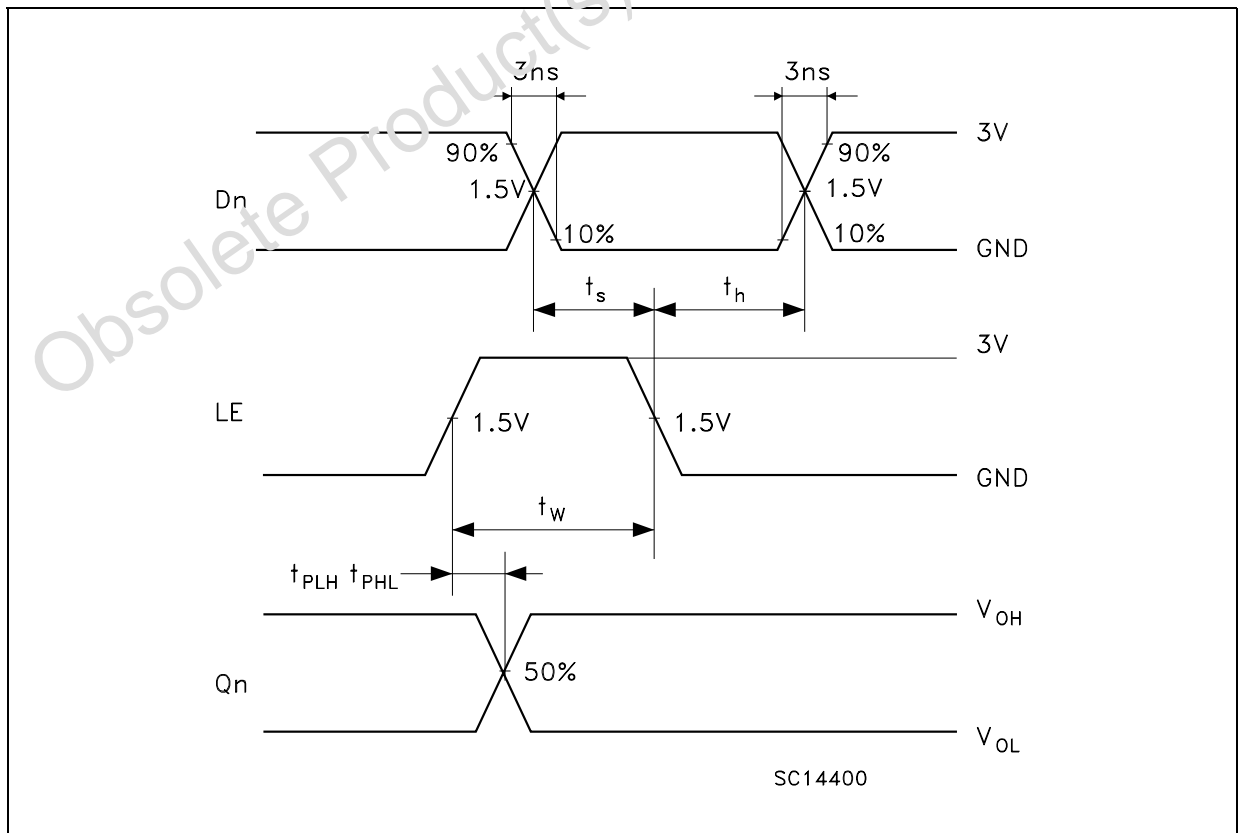 Obsolete Product(s)
3ns 3ns
3V
90% 90%
Dn 1.5V 1.5V
10% 10%
GND
ts th
3V
LE 1.5V 1.5V
GND
tW
tPLH tPHL
VOH
Qn 50%
VOL
SC14400